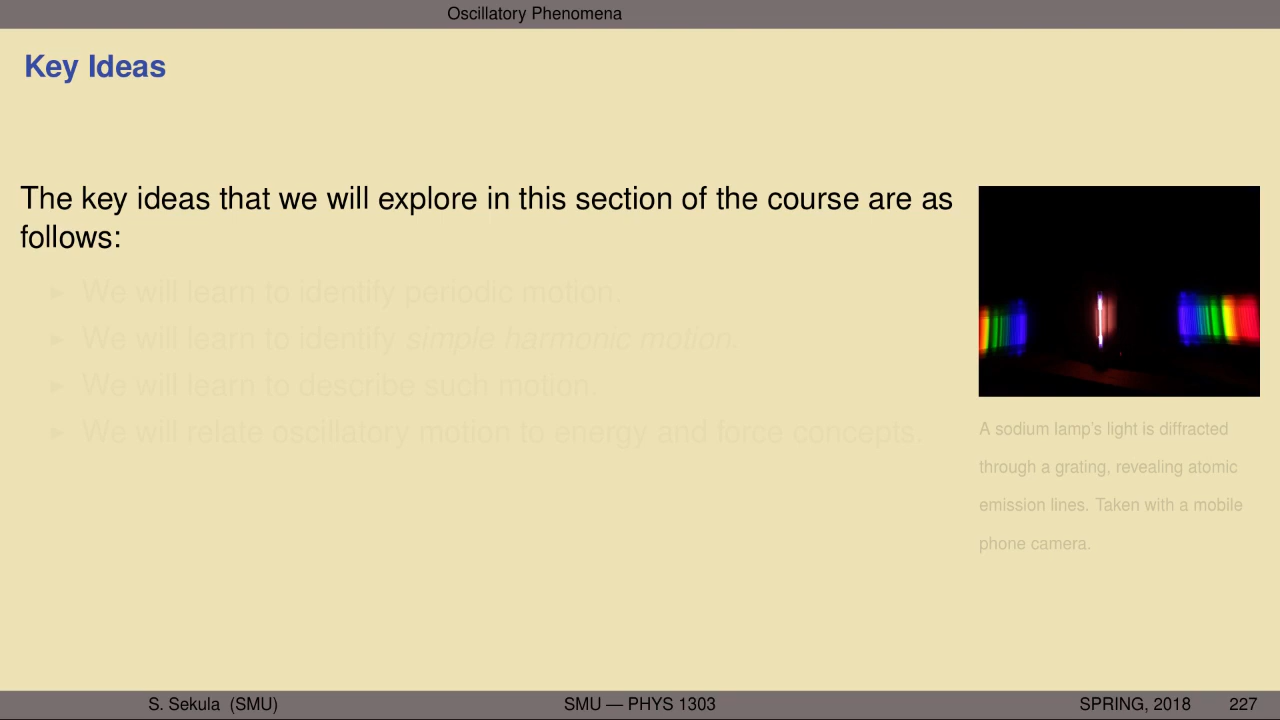 Oscillatory Phenomena
Key Ideas
The key ideas that we will explore in this section of the course are as
follows:
▸ We will learn to identify periodic motion.
▸ We will learn to identify simple harmonic motion.
▸ We will learn to describe such motion.
▸ We will relate oscillatory motion to energy and force concepts.
A sodium lamp's light is diffracted
through a grating, revealing atomic
emission lines. Taken with a mobile
phone camera.
S. Sekula (SMU) SMU — PHYS 1303 SPRING, 2018 227